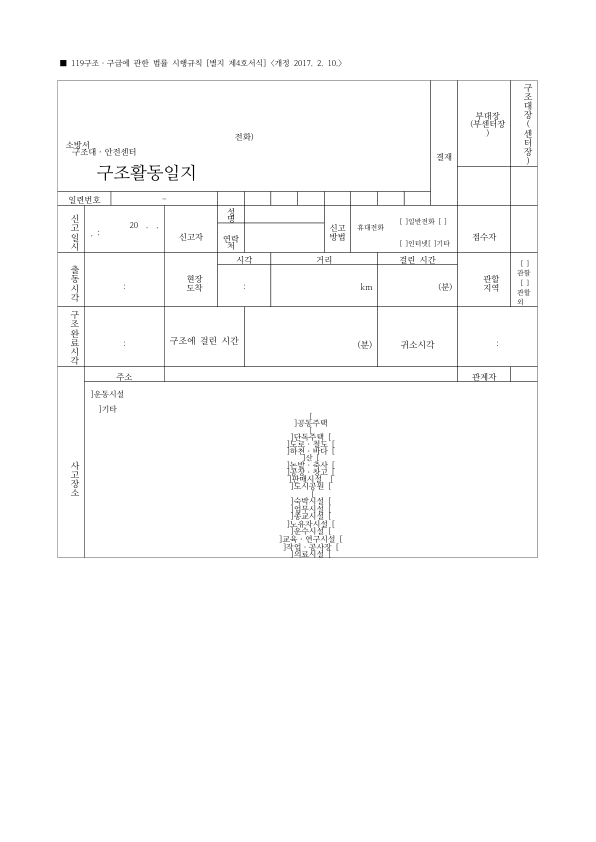 ■ 119구조ㆍ구급에 관한 법률 시행규칙 [별지 제4호서식] <개정 2017. 2. 10.>
전화)
소방서
구조대ㆍ안전센터
구조활동일지
결재
부대장
(부센터장
)
구조대장(센터장)
일련번호
-
신고일시
20 . .
. :
신고자
성명
연락처
신고
방법
휴대전화
[ ]일반전화 [ ]
[ ]인터넷[ ]기타
접수자
출동시각
:
현장
도착
시각
거리
걸린 시간
:
km
(분)
관할
지역
[ ]
관할
[ ]
관할
외
구조완료시각
:
구조에 걸린 시간
(분)
귀소시각
:
사고장소
주소
관계자
]운동시설
]기타
[
]공동주택
[
]단독주택 [
]도로ㆍ철도 [
]하천ㆍ바다 [
]산 [
]논밭ㆍ축사 [
]공장ㆍ창고 [
]판매시설 [
]도시공원 [
]숙박시설 [
]업무시설 [
]종교시설 [
]노유자시설 [
]운수시설 [
]교육ㆍ연구시설 [
]작업ㆍ공사장 [
]의료시설 [